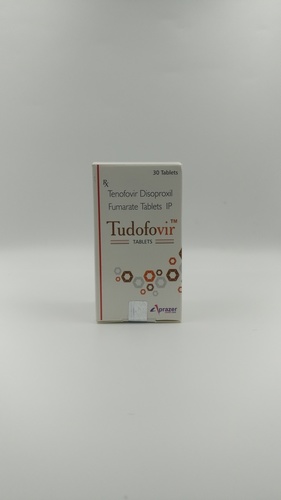 30 Tablets
℞
Tenofovir Disoproxil
Fumarate Tablets IP
Tudofovir™
TABLETS
Aprazer